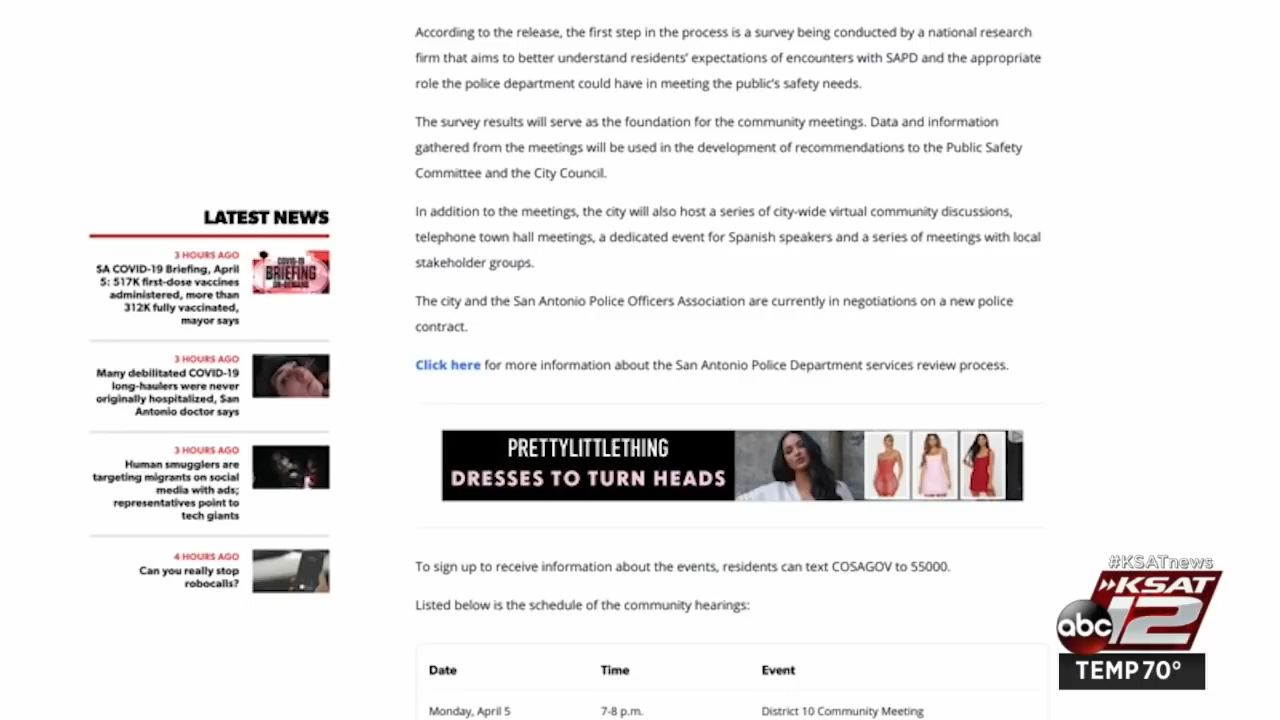 According to the release, the first step in the process is a survey being conducted by a national research
firm that aims to better understand residents' expectations of encounters with SAPD and the appropriate
role the police department could have in meeting the public's safety needs.
The survey results will serve as the foundation for the community meetings. Data and information
gathered from the meetings will be used in the development of recommendations to the Public Safety
Committee and the City Council.
In addition to the meetings, the city will also host a series of city-wide virtual community discussions,
telephone town hall meetings, a dedicated event for Spanish speakers and a series of meetings with local
stakeholder groups.
The city and the San Antonio Police Officers Association are currently in negotiations on a new police
contract.
Click here for more information about the San Antonio Police Department services review process.
LATEST NEWS
3 HOURS AGO
SA COVID-19 Briefing, April
5: 517K first-dose vaccines
administered, more than
312K fully vaccinated,
mayor says
COVID-19
BRIEFING
ON-DEMAND
3 HOURS AGO
Many debilitated COVID-19
long-haulers were never
originally hospitalized, San
Antonio doctor says
3 HOURS AGO
Human smugglers are
targeting migrants on social
media with ads;
representatives point to
tech giants
4 HOURS AGO
Can you really stop
robocalls?
PRETTYLITTLETHING
DRESSES TO TURN HEADS
To sign up to receive information about the events, residents can text COSAGOV to 55000.
Listed below is the schedule of the community hearings:
Date Time Event
Monday, April 5 7-8 p.m. District 10 Community Meeting
#KSATnews
KSAT
abc 12
TEMP 70°